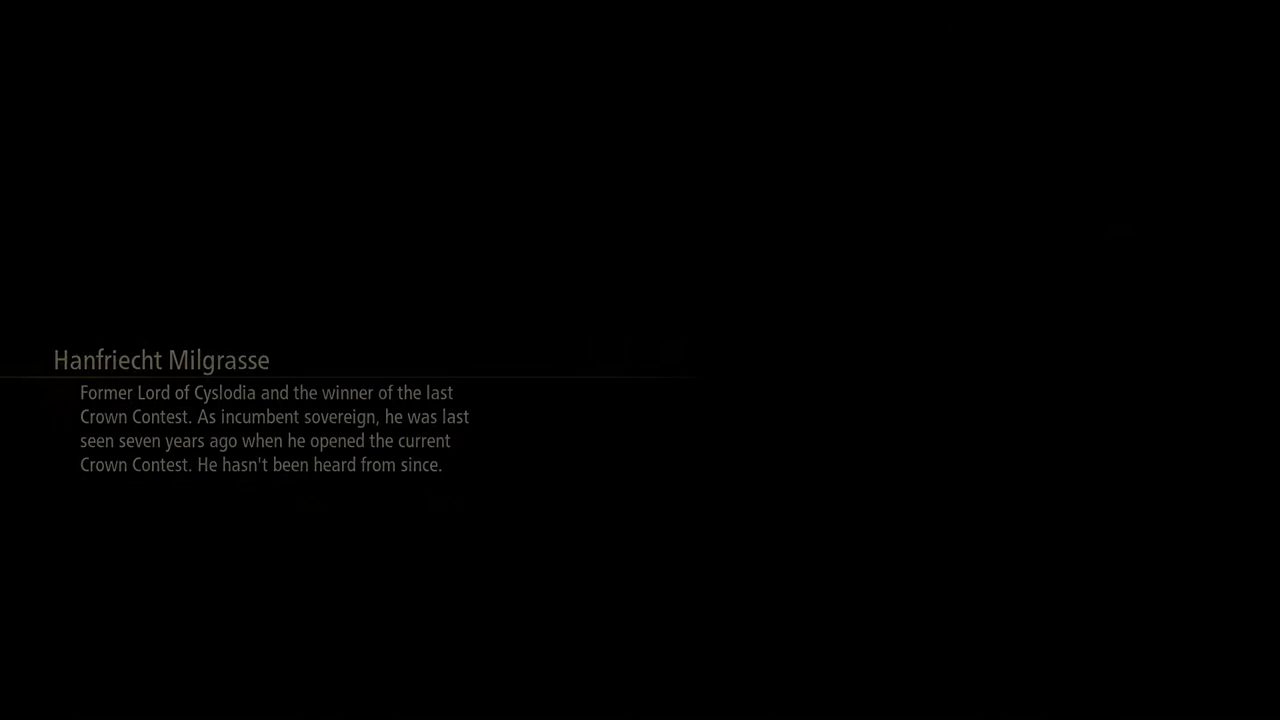 Hanfriecht Milgrasse
Former Lord of Cyslodia and the winner of the last
Crown Contest. As incumbent sovereign, he was last
seen seven years ago when he opened the current
Crown Contest. He hasn't been heard from since.